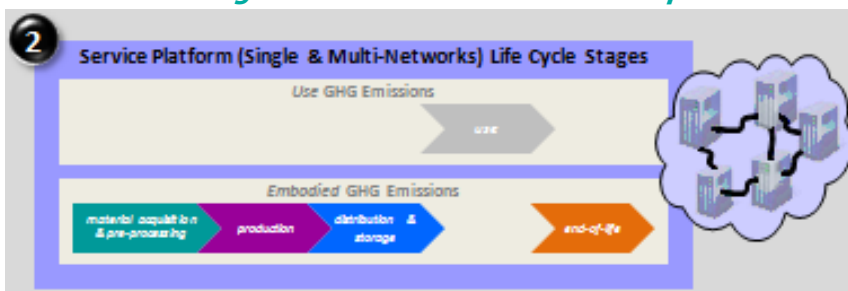 2
Service Platform (Single & Multi-Networks) Life Cycle Stages
Use GHG Emissions
use
Embodied GHG Emissions
material acquisition
& pre-processing
production
distribution &
storage
end-of-life